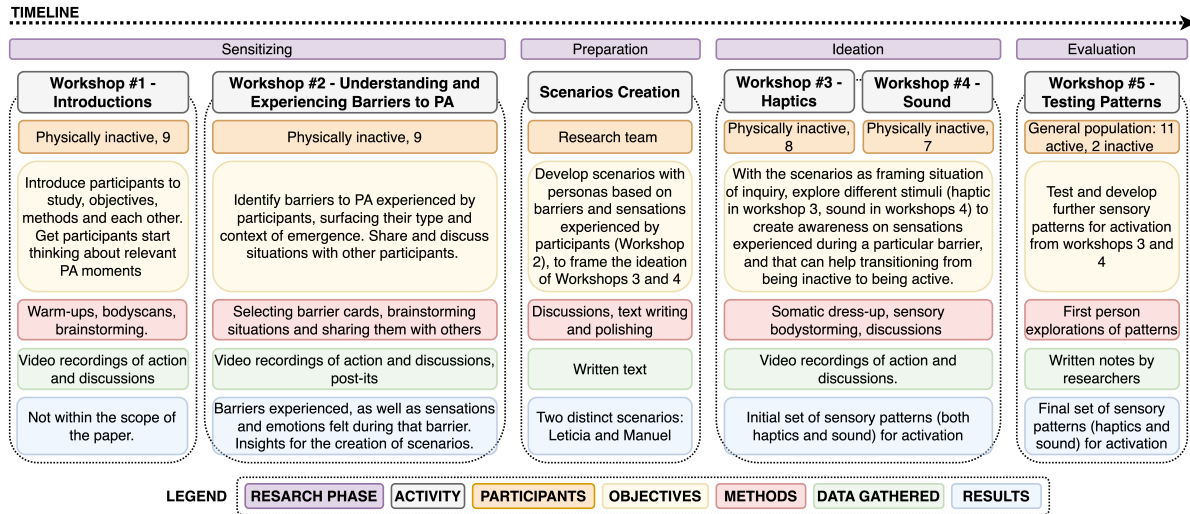 TIMELINE
Sensitizing
Preparation
Ideation
Evaluation
Workshop #1 -
Introductions
Workshop #2 - Understanding and
Experiencing Barriers to PA
Scenarios Creation
Workshop #3 -
Haptics
Workshop #4 -
Sound
Workshop #5 -
Testing Patterns
Physically inactive, 9
Physically inactive, 9
Research team
Physically inactive,
8
Physically inactive,
7
General population: 11
active, 2 inactive
Introduce participants to
study, objectives,
methods and each other.
Get participants start
thinking about relevant
PA moments
Identify barriers to PA experienced by
participants, surfacing their type and
context of emergence. Share and discuss
situations with other participants.
Develop scenarios with
personas based on
barriers and sensations
experienced by
participants (Workshop
2), to frame the ideation
of Workshops 3 and 4
With the scenarios as framing situation
of inquiry, explore different stimuli (haptic
in workshop 3, sound in workshops 4) to
create awareness on sensations
experienced during a particular barrier,
and that can help transitioning from
being inactive to being active.
Test and develop
further sensory
patterns for activation
from workshops 3 and
4
Warm-ups, bodyscans,
brainstorming.
Selecting barrier cards, brainstorming
situations and sharing them with others
Discussions, text writing
and polishing
Somatic dress-up, sensory
bodystorming, discussions
First person
explorations of patterns
Video recordings of action
and discussions
Video recordings of action and discussions,
post-its
Written text
Video recordings of action and
discussions.
Written notes by
researchers
Not within the scope of
the paper.
Barriers experienced, as well as sensations
and emotions felt during that barrier.
Insights for the creation of scenarios.
Two distinct scenarios:
Leticia and Manuel
Initial set of sensory patterns (both
haptics and sound) for activation
Final set of sensory
patterns (haptics and
sound) for activation
LEGEND
RESARCH PHASE
ACTIVITY
PARTICIPANTS
OBJECTIVES
METHODS
DATA GATHERED
RESULTS